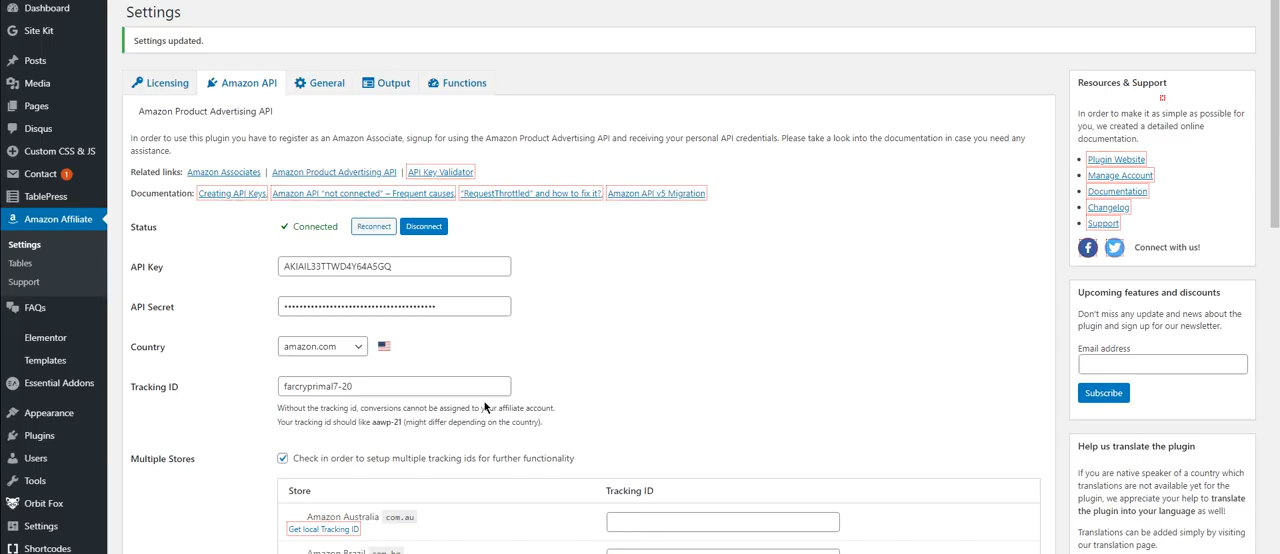 Dashboard
Site Kit
Posts
Media
Pages
Disqus
Custom CSS & JS
Contact 1
TablePress
Amazon Affiliate
Settings
Tables
Support
FAQs
Elementor
Templates
Essential Addons
Appearance
Plugins
Users
Tools
Orbit Fox
Settings
Shortcodes
Settings
Settings updated.
Licensing Amazon API General Output Functions
Amazon Product Advertising API
In order to use this plugin you have to register as an Amazon Associate, signup for using the Amazon Product Advertising API and receiving your personal API credentials. Please take a look into the documentation in case you need any
assistance.
Related links: Amazon Associates | Amazon Product Advertising API | API Key Validator
Documentation: Creating API Keys, Amazon API "not connected" – Frequent causes, "RequestThrottled" and how to fix it?, Amazon API v5 Migration
Status Connected Reconnect Disconnect
API Key AKIAIL33TTWD4Y64A5GQ
API Secret
Country amazon.com
Tracking ID farcryprimal7-20
Without the tracking id, conversions cannot be assigned to your affiliate account.
Your tracking id should like aawp-21 (might differ depending on the country).
Multiple Stores Check in order to setup multiple tracking ids for further functionality
Store Tracking ID
Amazon Australia com.au
Get local Tracking ID
Amazon Brazil com.br
Resources & Support
In order to make it as simple as possible for
you, we created a detailed online
documentation.
Plugin Website
Manage Account
Documentation
Changelog
Support
Connect with us!
Upcoming features and discounts
Don't miss any update and news about the
plugin and sign up for our newsletter.
Email address
Subscribe
Help us translate the plugin
If you are native speaker of a country which
translations are not available yet for the
plugin, we appreciate your help to translate
the plugin into your language as well!
Translations can be added simply by visiting
our translation page.